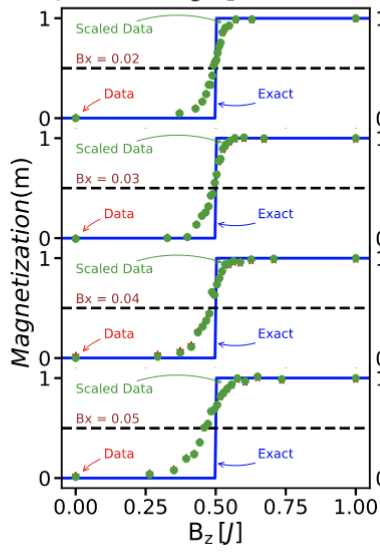 1
Scaled Data
Bx = 0.02
Data
Exact
0
1
Scaled Data
Bx = 0.03
Data
Exact
0
1
Scaled Data
Bx = 0.04
Data
Exact
0
1
Scaled Data
Bx = 0.05
Data
Exact
0
Magnetization(m)
0.00 0.25 0.50 0.75 1.00
Bz [J]